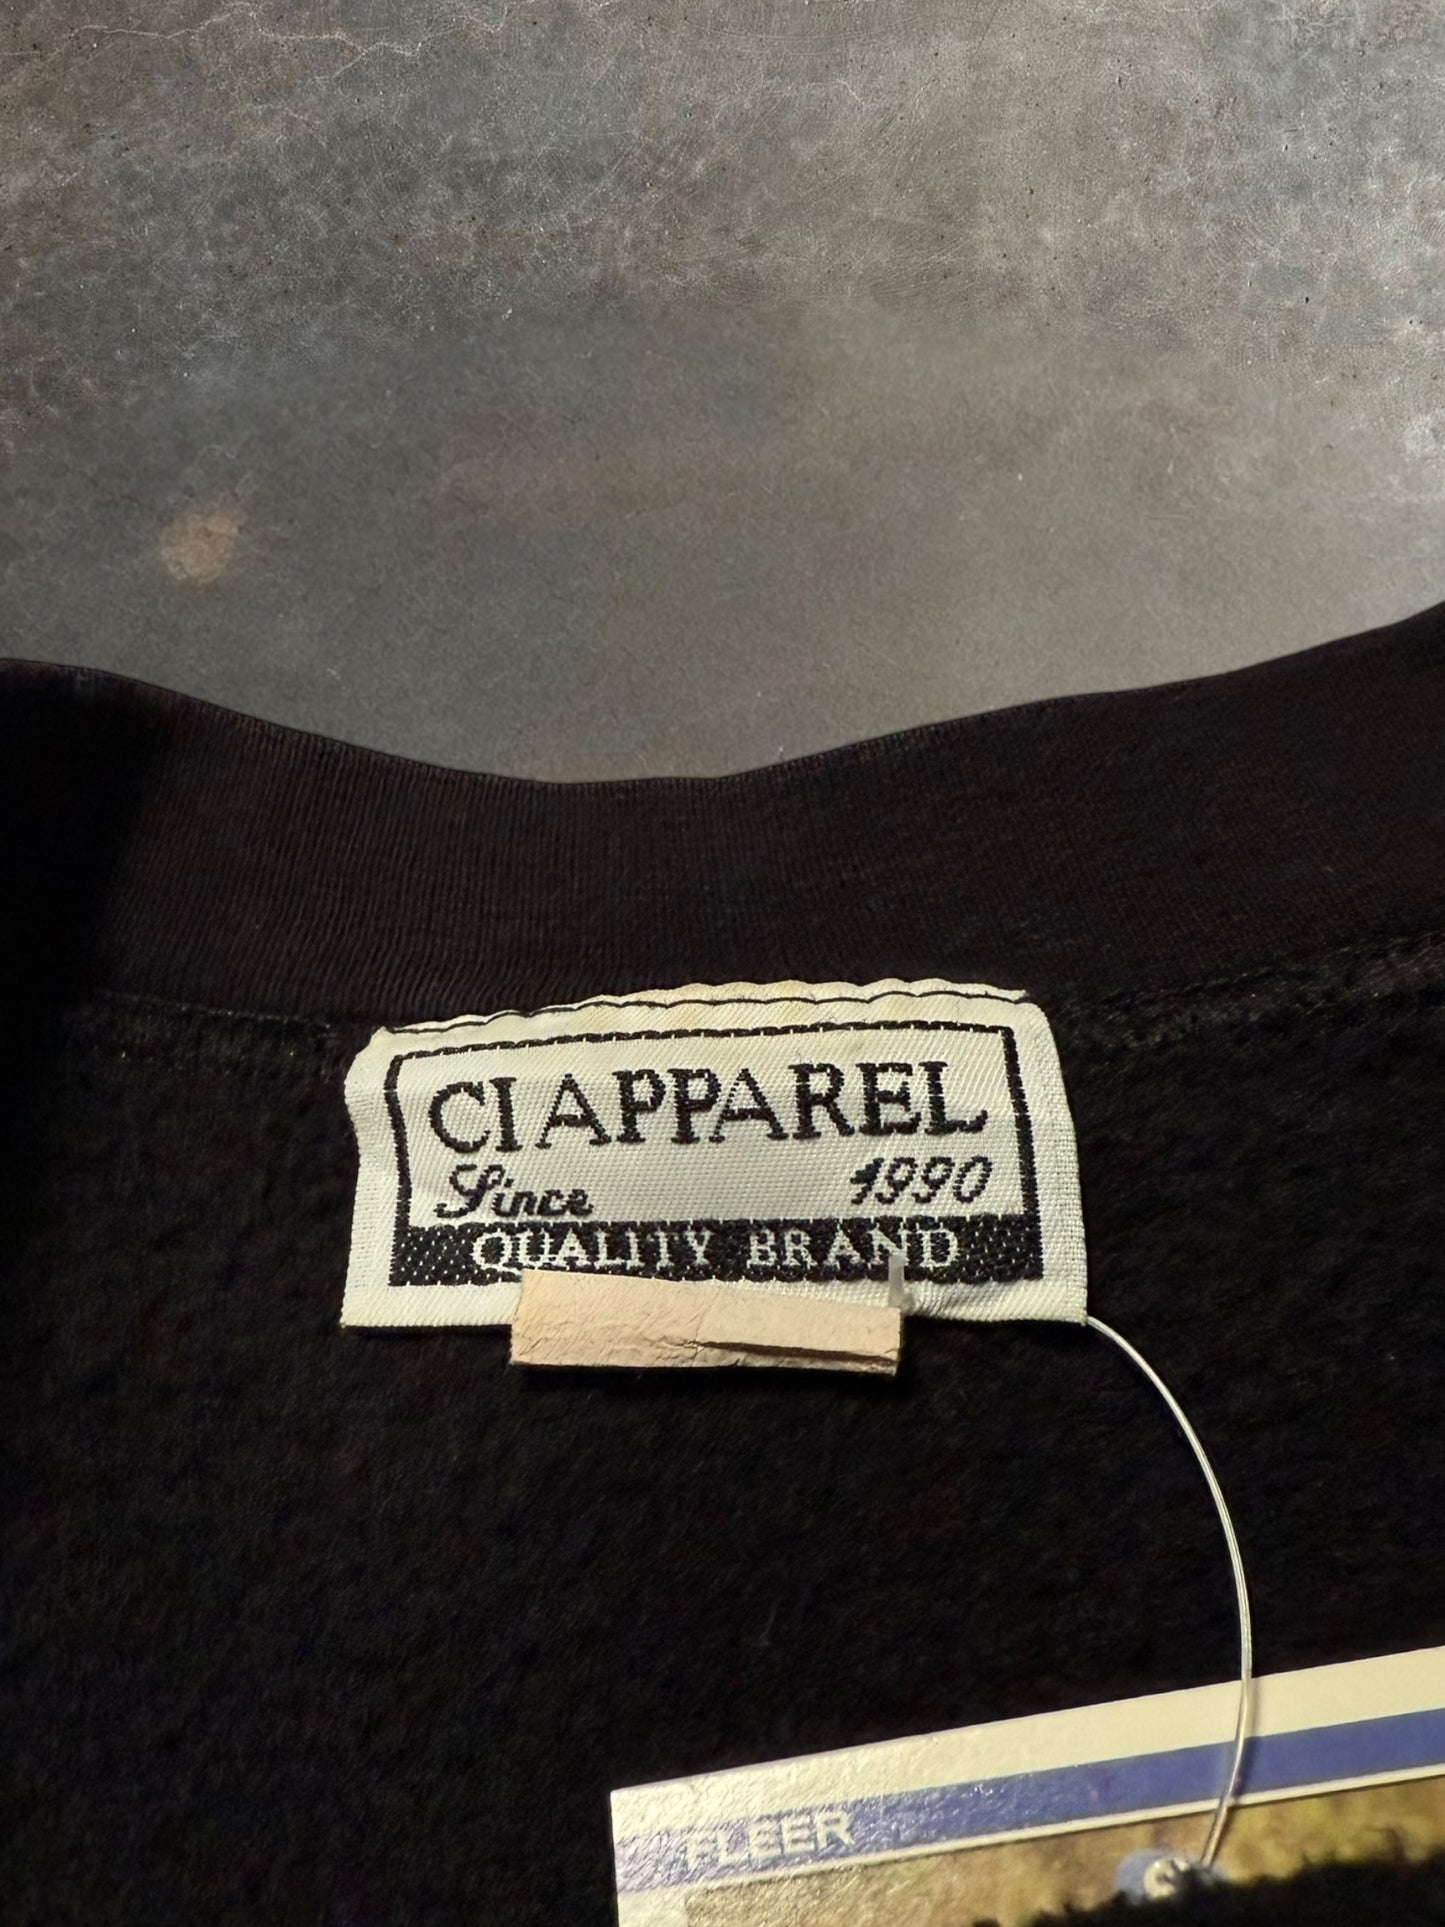 CI APPAREL
Since 1990
QUALITY BRAND
FLEER